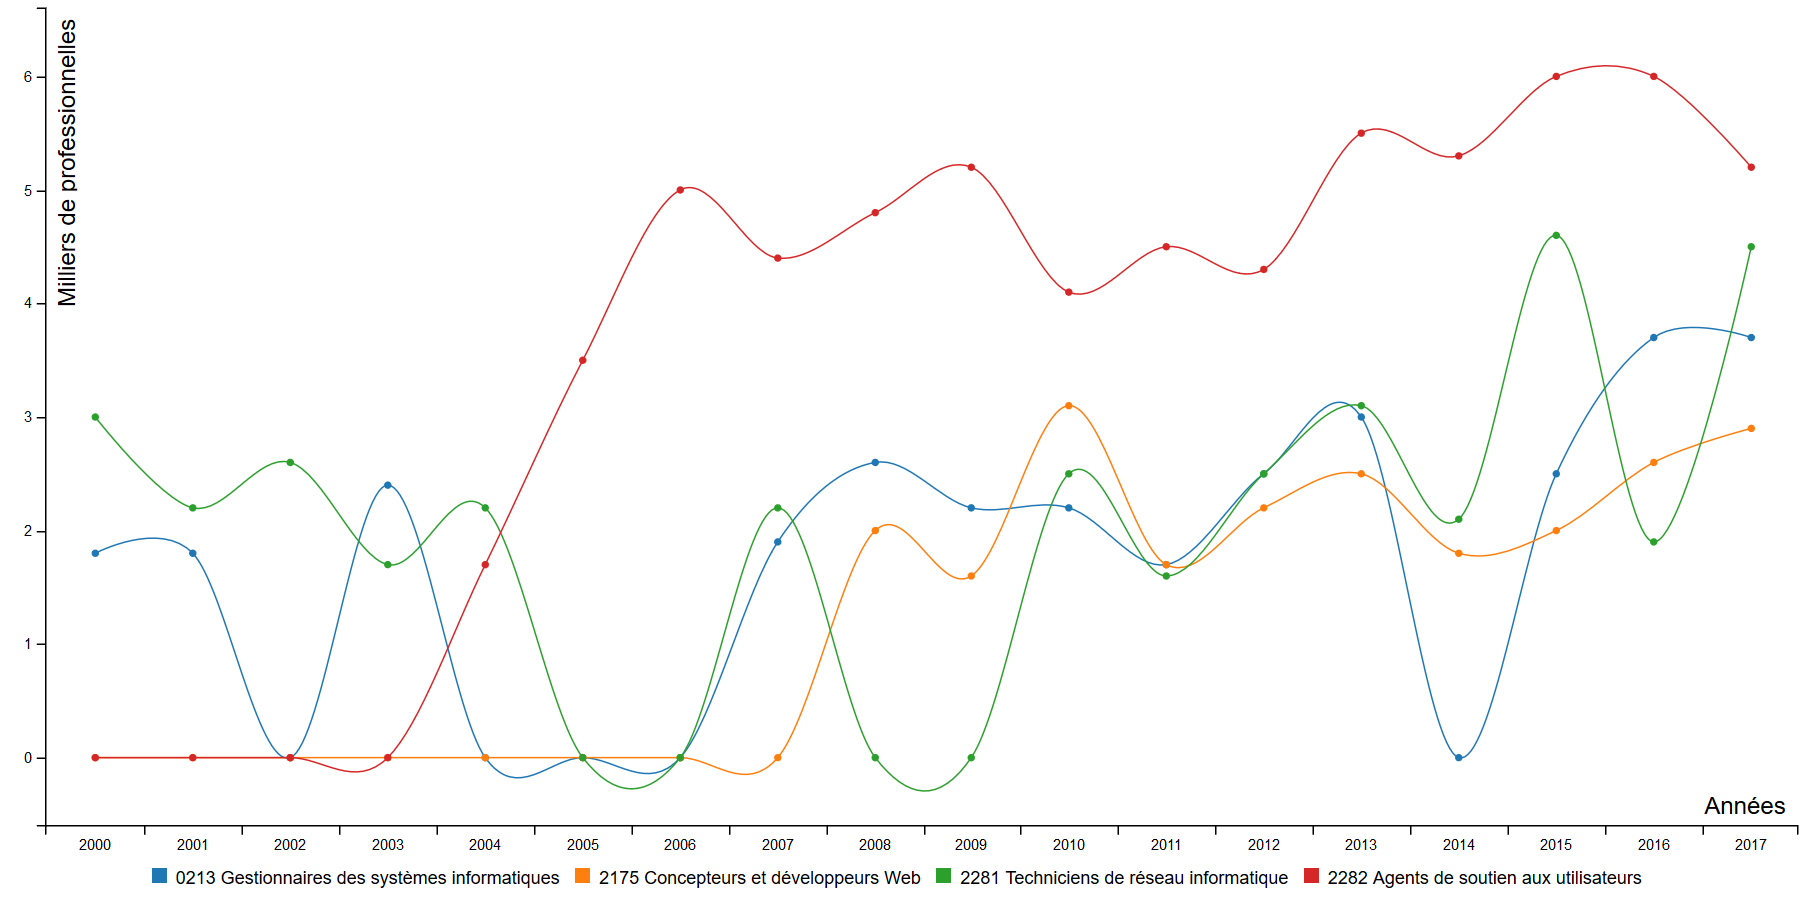 Milliers de professionnelles
6
5
4
3
2
1
0
Années
2000 2001 2002 2003 2004 2005 2006 2007 2008 2009 2010 2011 2012 2013 2014 2015 2016 2017
0213 Gestionnaires des systèmes informatiques 2175 Concepteurs et développeurs Web 2281 Techniciens de réseau informatique 2282 Agents de soutien aux utilisateurs